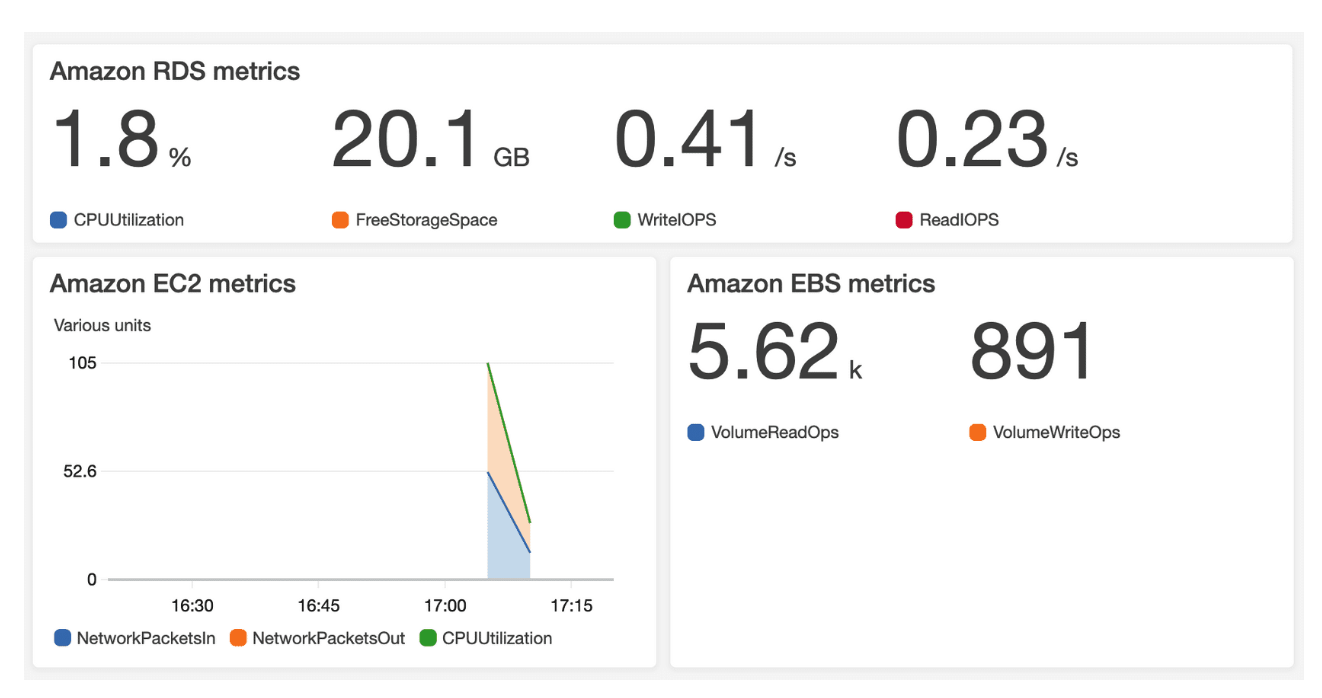 Amazon RDS metrics
1.8 % 20.1 GB 0.41 /s 0.23 /s
CPUUtilization FreeStorageSpace WriteIOPS ReadIOPS
Amazon EC2 metrics
Various units
105
52.6
0
16:30 16:45 17:00 17:15
NetworkPacketsIn NetworkPacketsOut CPUUtilization
Amazon EBS metrics
5.62 k 891
VolumeReadOps VolumeWriteOps